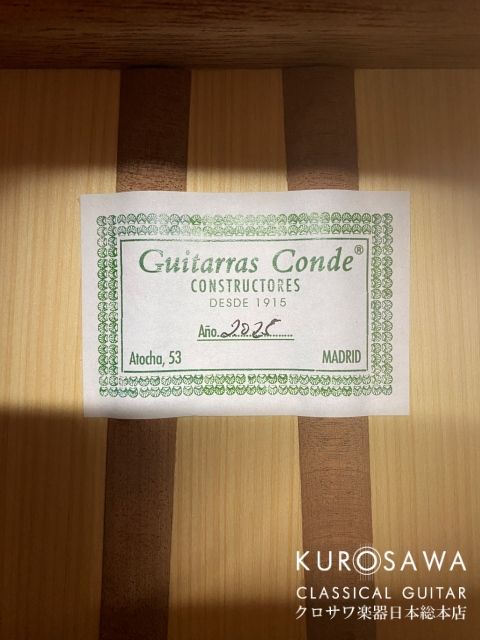 Guitarras Conde®
CONSTRUCTORES
DESDE 1915
Año 2025
Atocha, 53 MADRID
KUROSAWA
CLASSICAL GUITAR
クロサワ楽器日本総本店